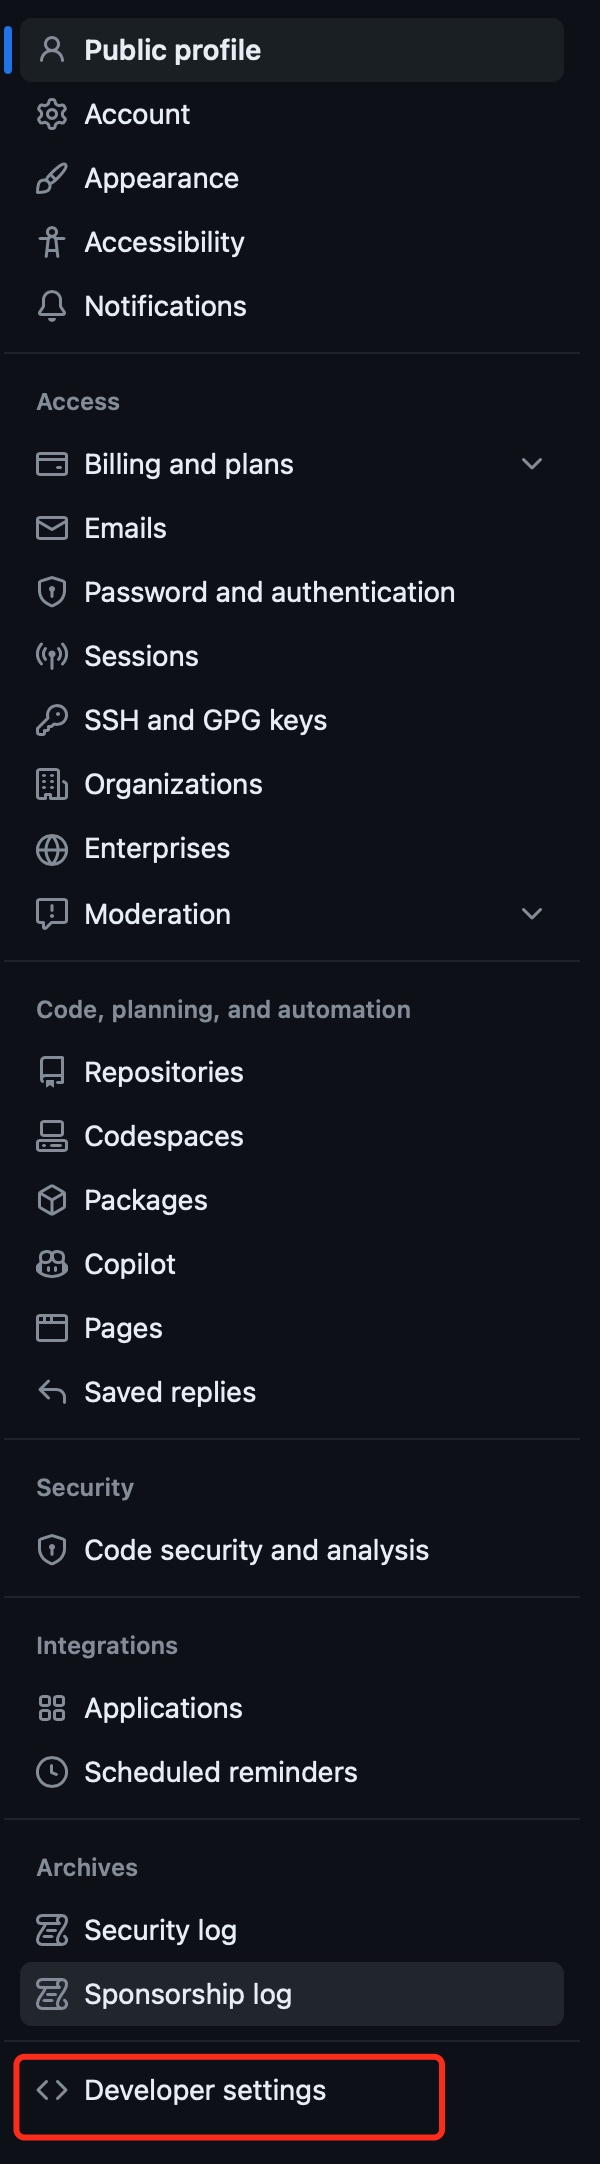 Public profile
Account
Appearance
Accessibility
Notifications
Access
Billing and plans
Emails
Password and authentication
Sessions
SSH and GPG keys
Organizations
Enterprises
Moderation
Code, planning, and automation
Repositories
Codespaces
Packages
Copilot
Pages
Saved replies
Security
Code security and analysis
Integrations
Applications
Scheduled reminders
Archives
Security log
Sponsorship log
Developer settings